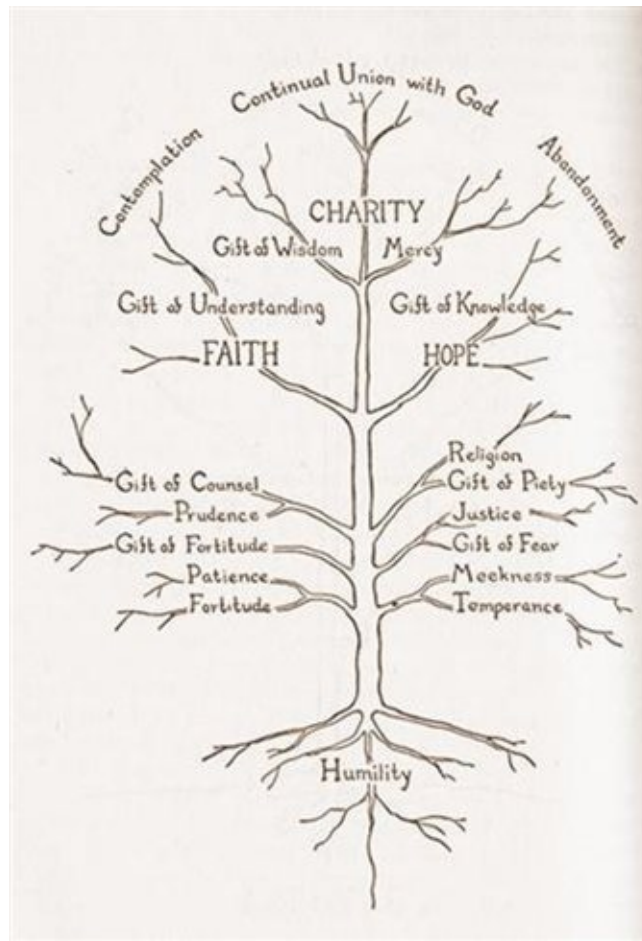 Continual Union with God
Contemplation
Abandonment
CHARITY
Gift of Wisdom
Mercy
Gift of Understanding
Gift of Knowledge
FAITH
HOPE
Religion
Gift of Counsel
Gift of Piety
Prudence
Justice
Gift of Fortitude
Gift of Fear
Patience
Meekness
Fortitude
Temperance
Humility